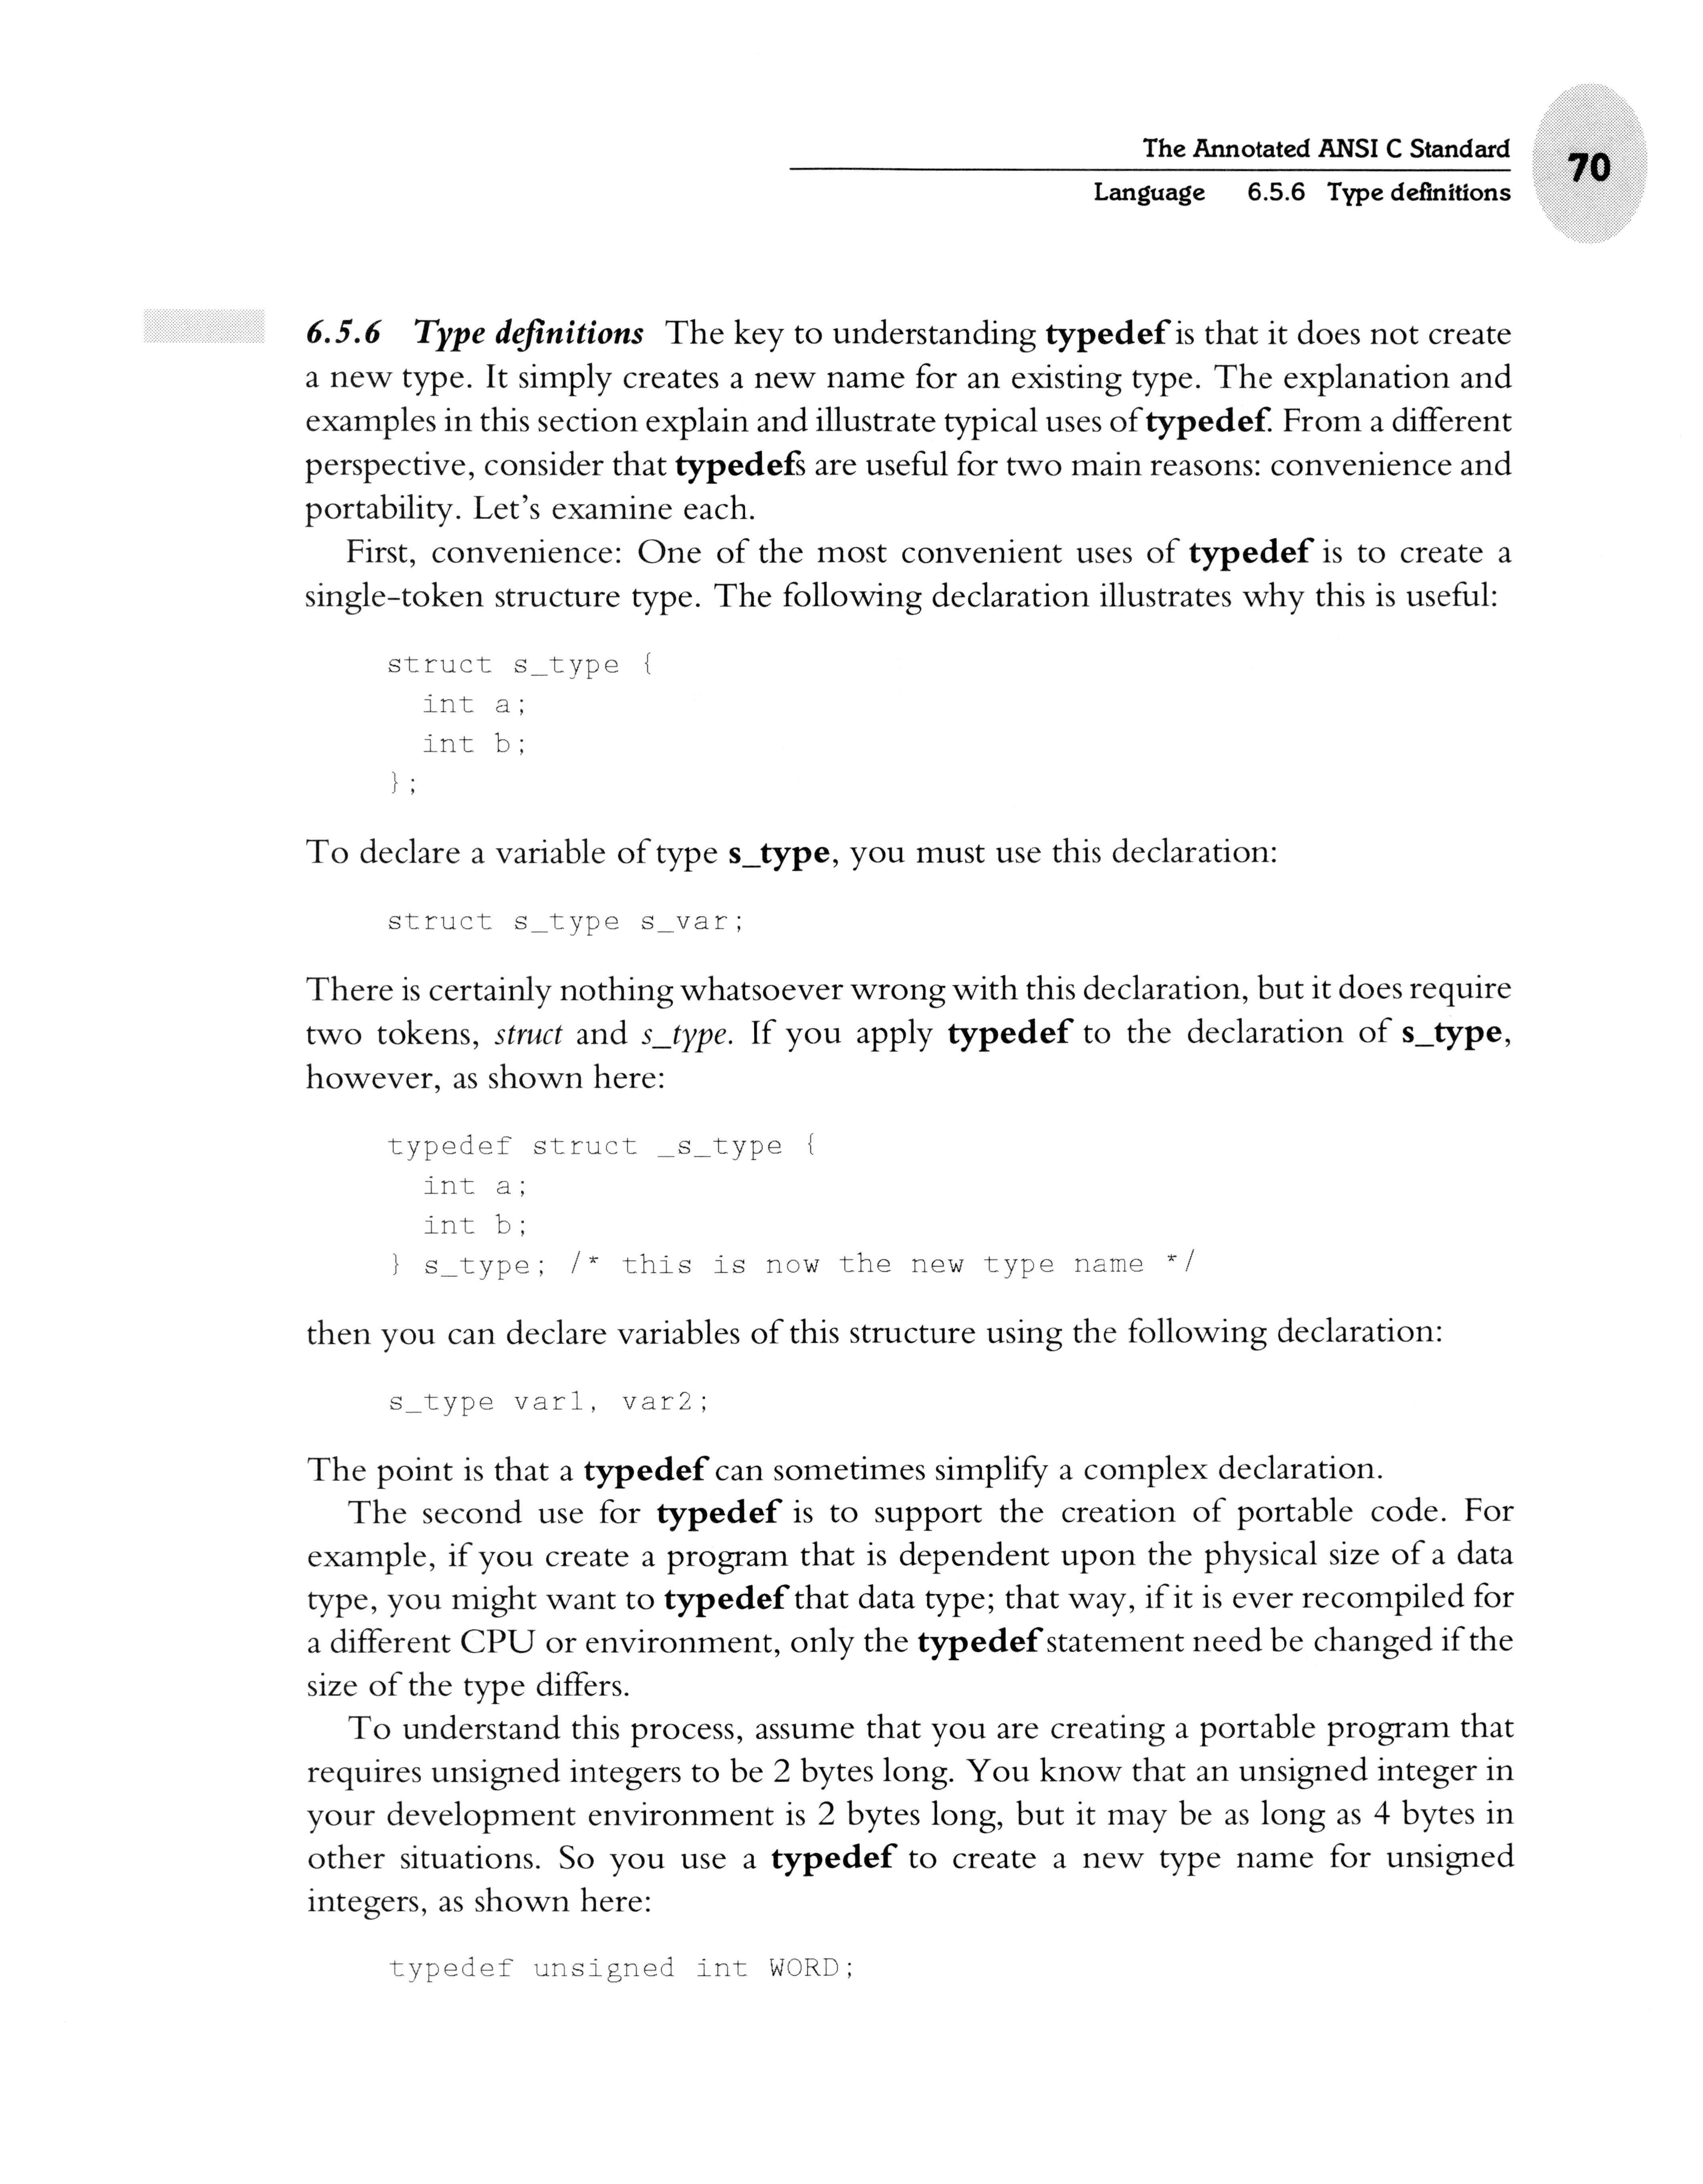 The Annotated ANSI C Standard
70
Language 6.5.6 Type definitions
6.5.6 Type definitions The key to understanding typedef is that it does not create
a new type. It simply creates a new name for an existing type. The explanation and
examples in this section explain and illustrate typical uses of typedef. From a different
perspective, consider that typedefs are useful for two main reasons: convenience and
portability. Let's examine each.
First, convenience: One of the most convenient uses of typedef is to create a
single-token structure type. The following declaration illustrates why this is useful:
struct s_type {
int a;
int b;
};
To declare a variable of type s_type, you must use this declaration:
struct s_type s_var;
There is certainly nothing whatsoever wrong with this declaration, but it does require
two tokens, struct and s_type. If you apply typedef to the declaration of s_type,
however, as shown here:
typedef struct _s_type {
int a;
int b;
} s_type; /* this is now the new type name */
then you can declare variables of this structure using the following declaration:
s_type var1, var2;
The point is that a typedef can sometimes simplify a complex declaration.
The second use for typedef is to support the creation of portable code. For
example, if you create a program that is dependent upon the physical size of a data
type, you might want to typedef that data type; that way, if it is ever recompiled for
a different CPU or environment, only the typedef statement need be changed if the
size of the type differs.
To understand this process, assume that you are creating a portable program that
requires unsigned integers to be 2 bytes long. You know that an unsigned integer in
your development environment is 2 bytes long, but it may be as long as 4 bytes in
other situations. So you use a typedef to create a new type name for unsigned
integers, as shown here:
typedef unsigned int WORD;